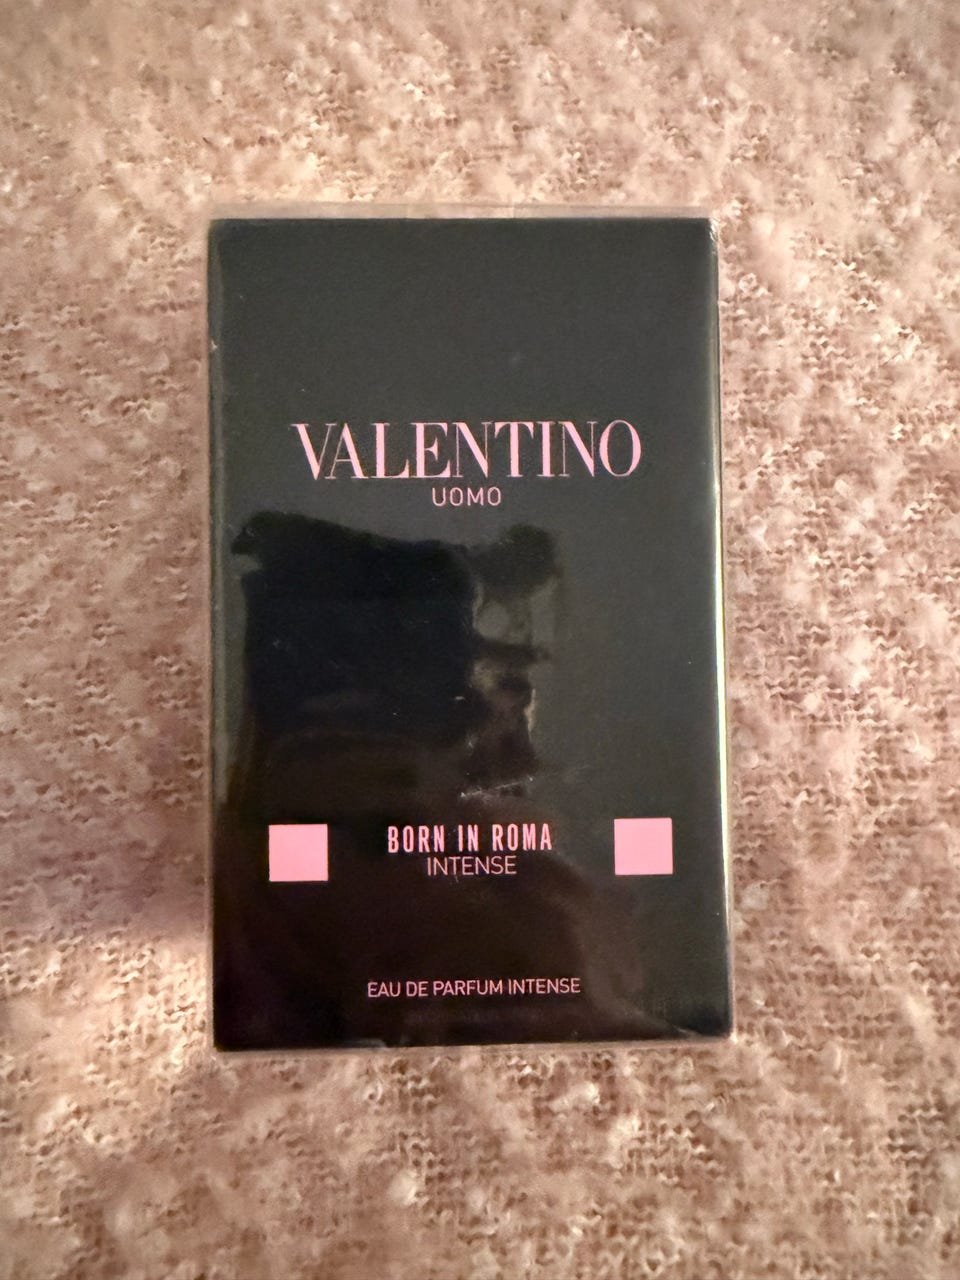 VALENTINO
UOMO
BORN IN ROMA
INTENSE
EAU DE PARFUM INTENSE